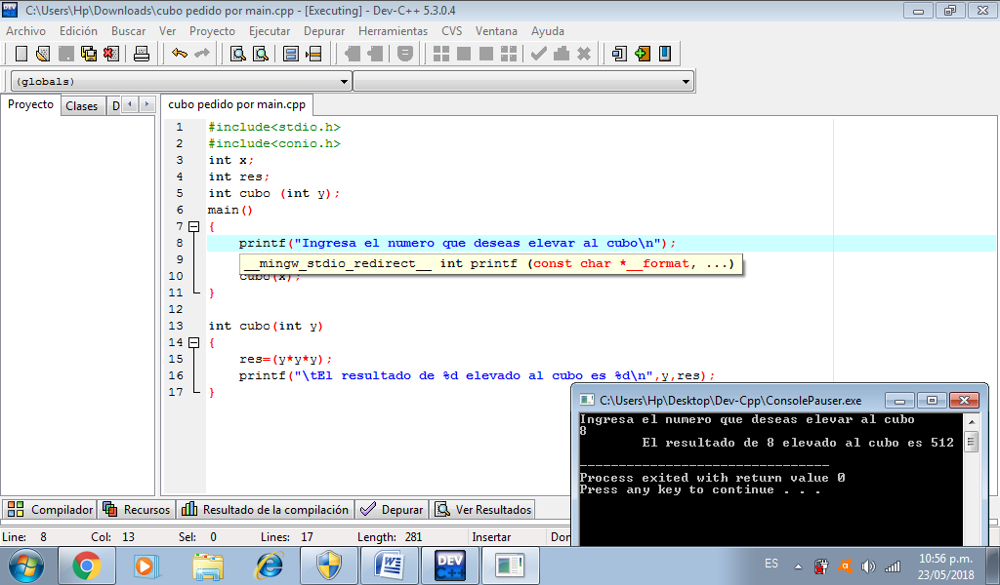 C:\Users\Hp\Downloads\cubo pedido por main.cpp - [Executing] - Dev-C++ 5.3.0.4
Archivo Edición Buscar Ver Proyecto Ejecutar Depurar Herramientas CVS Ventana Ayuda
(globals)
Proyecto Clases D
cubo pedido por main.cpp
1 #include<stdio.h>
2 #include<conio.h>
3 int x;
4 int res;
5 int cubo (int y);
6 main()
7 {
8 printf("Ingresa el numero que deseas elevar al cubo\n");
9
__mingw_stdio_redirect__ int printf (const char *__format, ...)
10 cubo(x);
11 }
12
13 int cubo(int y)
14 {
15 res=(y*y*y);
16 printf("\tEl resultado de %d elevado al cubo es %d\n",y,res);
17 }
C:\Users\Hp\Desktop\Dev-Cpp\ConsolePauser.exe
Ingresa el numero que deseas elevar al cubo
8
El resultado de 8 elevado al cubo es 512
--------------------------------
Process exited with return value 0
Press any key to continue . . .
Compilador Recursos Resultado de la compilación Depurar Ver Resultados
Line: 8 Col: 13 Sel: 0 Lines: 17 Length: 281 Insertar Don
DEV C++
ES
10:56 p.m.
23/05/2018